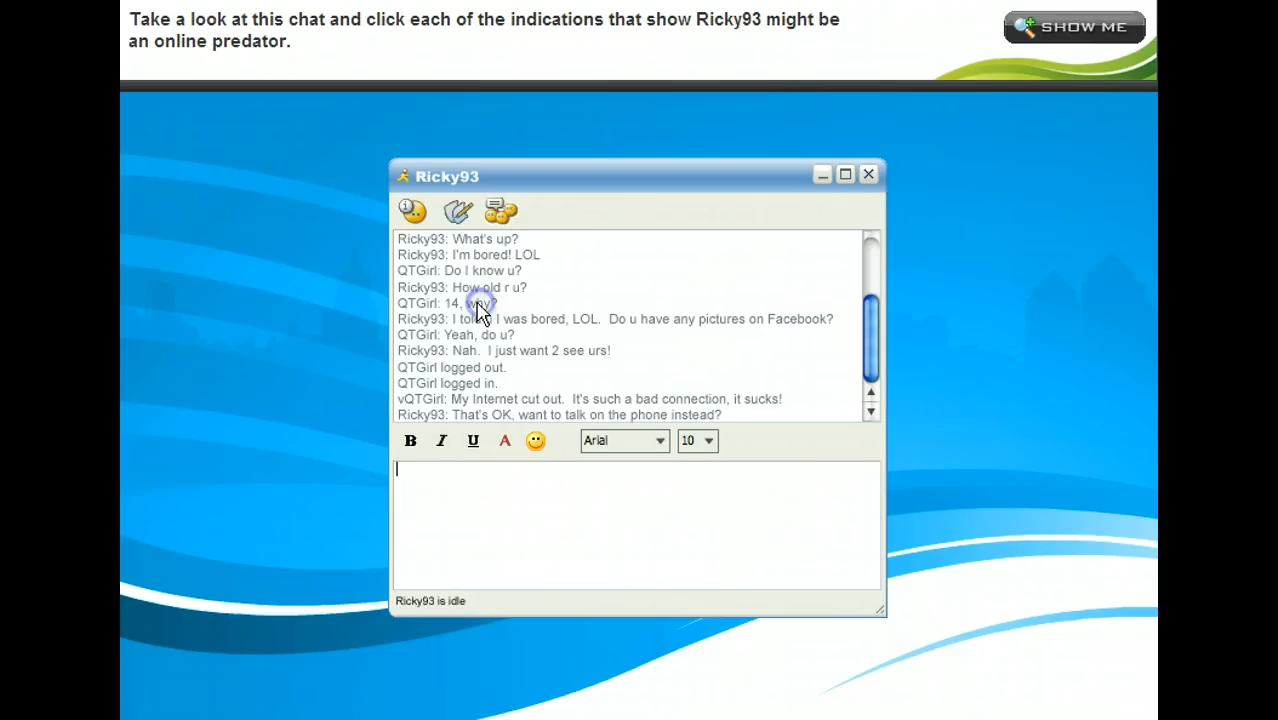 Take a look at this chat and click each of the indications that show Ricky93 might be
an online predator.
SHOW ME
Ricky93
Ricky93: What's up?
Ricky93: I'm bored! LOL
QTGirl: Do I know u?
Ricky93: How old r u?
QTGirl: 14, why?
Ricky93: I told u I was bored, LOL. Do u have any pictures on Facebook?
QTGirl: Yeah, do u?
Ricky93: Nah. I just want 2 see urs!
QTGirl logged out.
QTGirl logged in.
vQTGirl: My Internet cut out. It's such a bad connection, it sucks!
Ricky93: That's OK, want to talk on the phone instead?
B I U A Arial 10
Ricky93 is idle